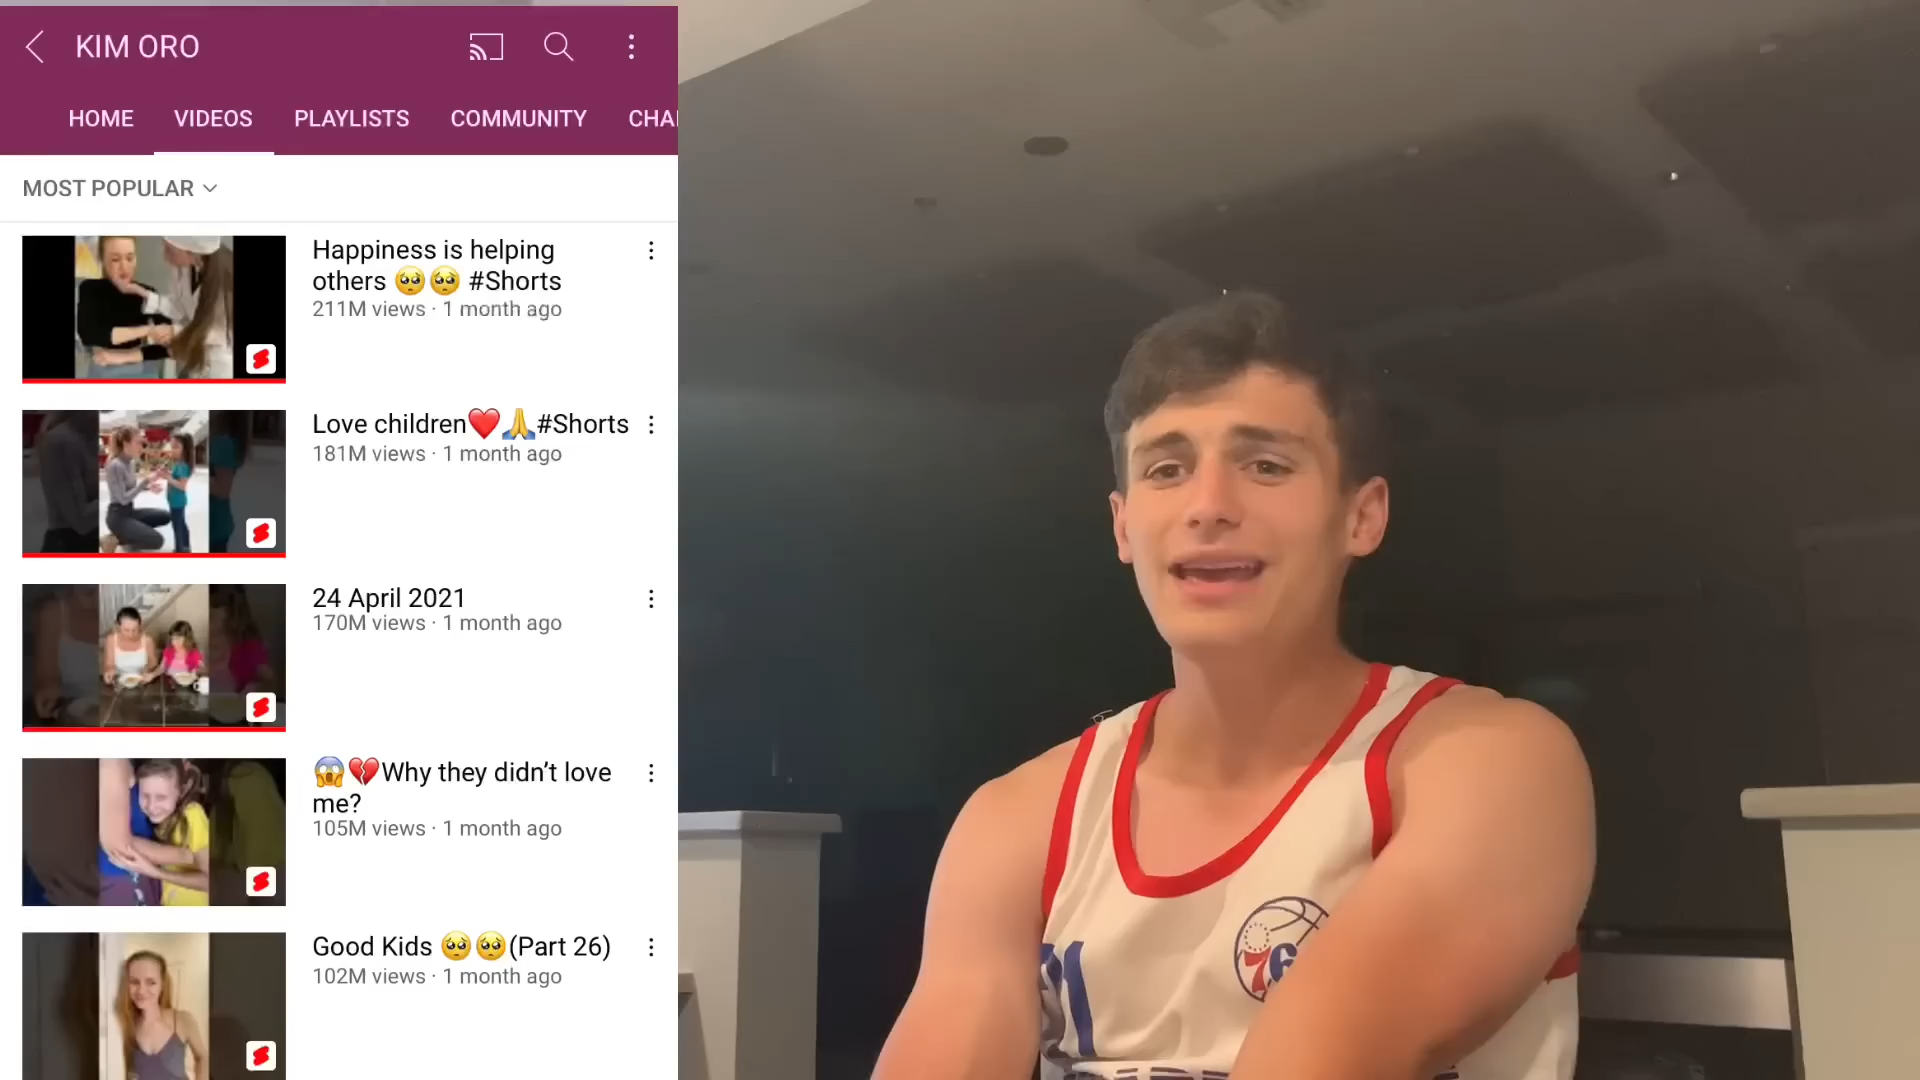 KIM ORO
HOME VIDEOS PLAYLISTS COMMUNITY CHA
MOST POPULAR
Happiness is helping
others 🥺🥺 #Shorts
211M views · 1 month ago
Love children❤️🙏#Shorts
181M views · 1 month ago
24 April 2021
170M views · 1 month ago
😱💔Why they didn’t love
me?
105M views · 1 month ago
Good Kids 🥺🥺(Part 26)
102M views · 1 month ago
76